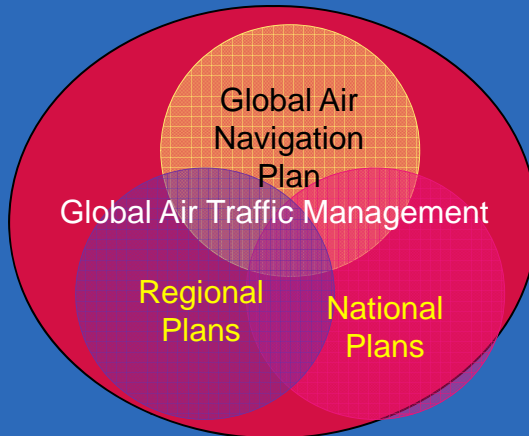 Global Air
Navigation
Plan
Global Air Traffic Management
Regional
Plans
National
Plans